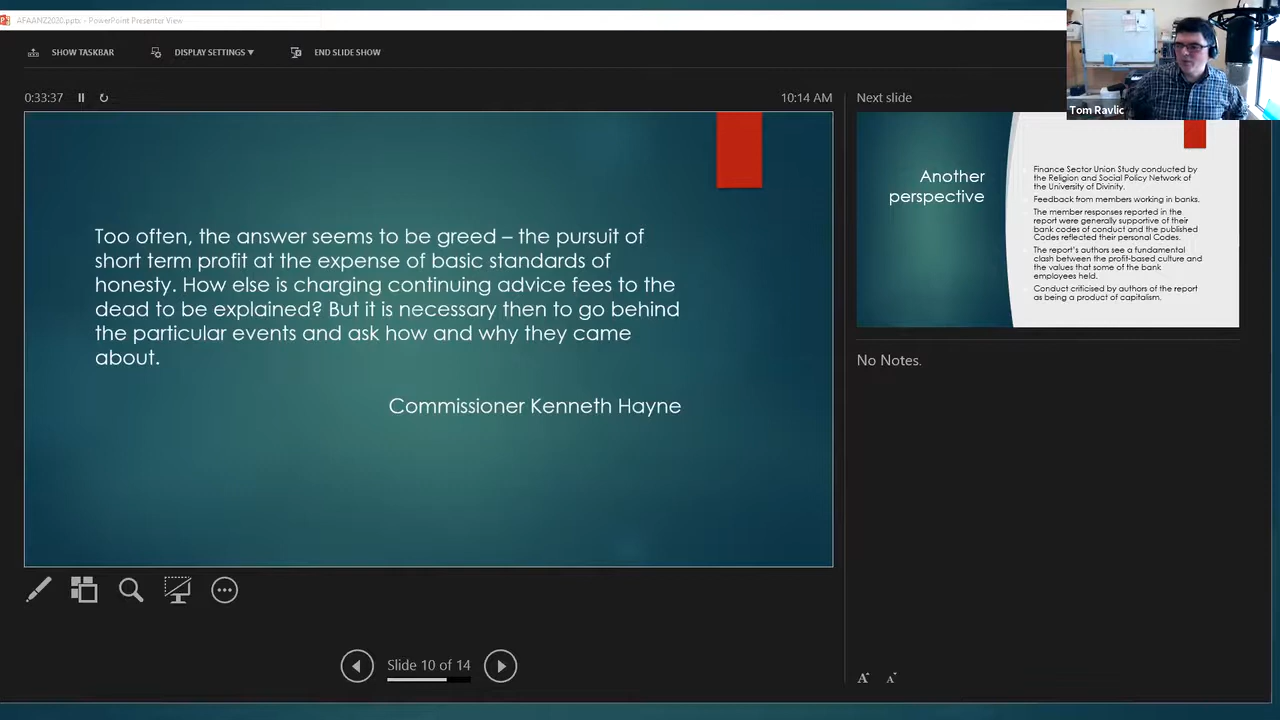 AFAANZ2020.pptx - PowerPoint Presenter View
SHOW TASKBAR
DISPLAY SETTINGS
END SLIDE SHOW
0:33:37
10:14 AM
Too often, the answer seems to be greed – the pursuit of
short term profit at the expense of basic standards of
honesty. How else is charging continuing advice fees to the
dead to be explained? But it is necessary then to go behind
the particular events and ask how and why they came
about.
Commissioner Kenneth Hayne
Slide 10 of 14
Tom Ravlic
Next slide
Another
perspective
Finance Sector Union Study conducted by
the Religion and Social Policy Network of
the University of Divinity.
Feedback from members working in banks.
The member responses reported in the
report were generally supportive of their
bank codes of conduct and the published
Codes reflected their personal Codes.
The report's authors see a fundamental
clash between the profit-based culture and
the values that some of the bank
employees held.
Conduct criticised by authors of the report
as being a product of capitalism.
No Notes.
A A